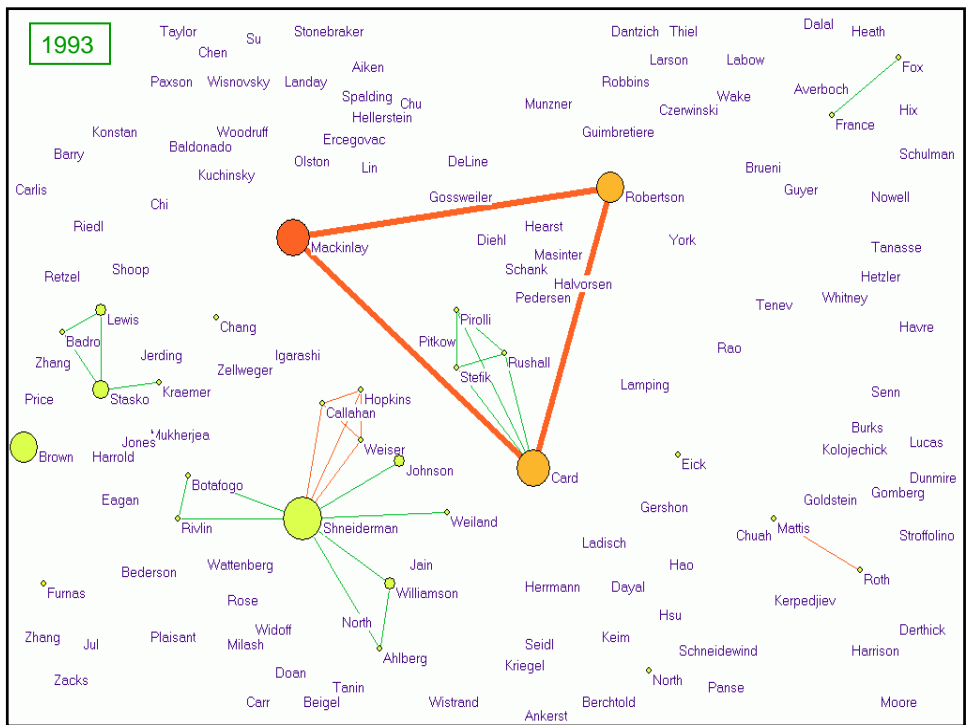 1993
Taylor
Su
Stonebraker
Dantzich
Thiel
Dalal
Heath
Chen
Aiken
Larson
Labow
Fox
Paxson
Wisnovsky
Landay
Robbins
Averboch
Spalding
Chu
Munzner
Wake
Hellerstein
Czerwinski
Hix
France
Konstan
Woodruff
Ercegovac
Guimbretiere
Barry
Baldonado
Olston
Lin
DeLine
Brueni
Schulman
Kuchinsky
Carlis
Chi
Gossweiler
Robertson
Guyer
Nowell
Riedl
Mackinlay
Diehl
Hearst
York
Tanasse
Masinter
Retzel
Shoop
Schank
Halvorsen
Hetzler
Pedersen
Tenev
Whitney
Lewis
Chang
Pirolli
Havre
Badro
Pitkow
Rao
Zhang
Jerding
Igarashi
Rushall
Zellweger
Stefik
Price
Stasko
Kraemer
Hopkins
Lamping
Senn
Callahan
Mukherjea
Jones
Burks
Lucas
Brown
Harrold
Weiser
Kolojechick
Johnson
Card
Eick
Botafogo
Dunmire
Gomberg
Eagan
Goldstein
Rivlin
Shneiderman
Weiland
Gershon
Mattis
Chuah
Stroffolino
Ladisch
Bederson
Wattenberg
Jain
Hao
Roth
Furnas
Williamson
Herrmann
Dayal
Rose
Kerpedjiev
North
Hsu
Widoff
Derthick
Zhang
Jul
Plaisant
Milash
Seidl
Keim
Schneidewind
Harrison
Ahlberg
Kriegel
Zacks
Doan
Tanin
North
Panse
Carr
Beigel
Wistrand
Berchtold
Moore
Ankerst